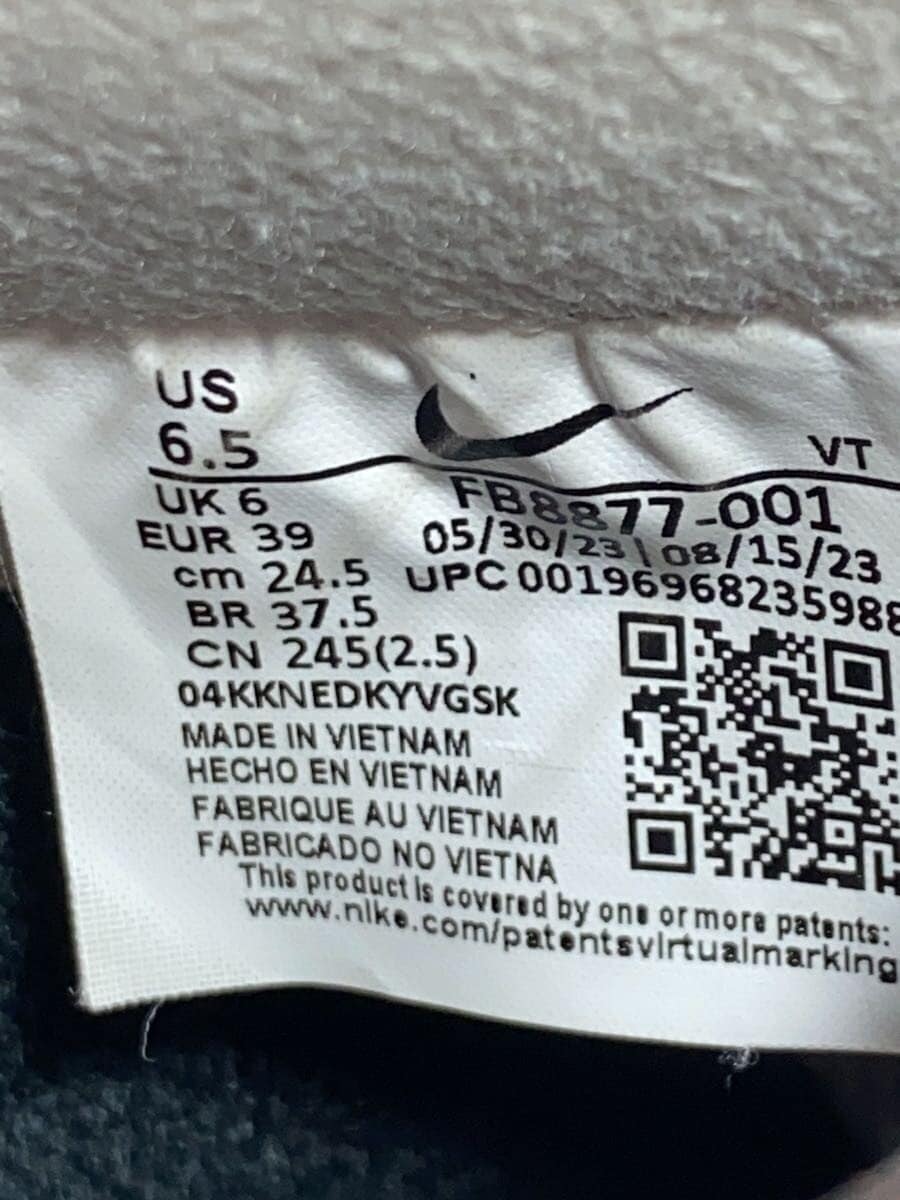 US
6.5
VT
UK 6
FB8877-001
EUR 39
05/30/23 | 08/15/23
cm 24.5
UPC 00196968235988
BR 37.5
CN 245(2.5)
04KKNEDKYVGSK
MADE IN VIETNAM
HECHO EN VIETNAM
FABRIQUE AU VIETNAM
FABRICADO NO VIETNA
This product is covered by one or more patents:
www.nike.com/patentsvirtualmarking